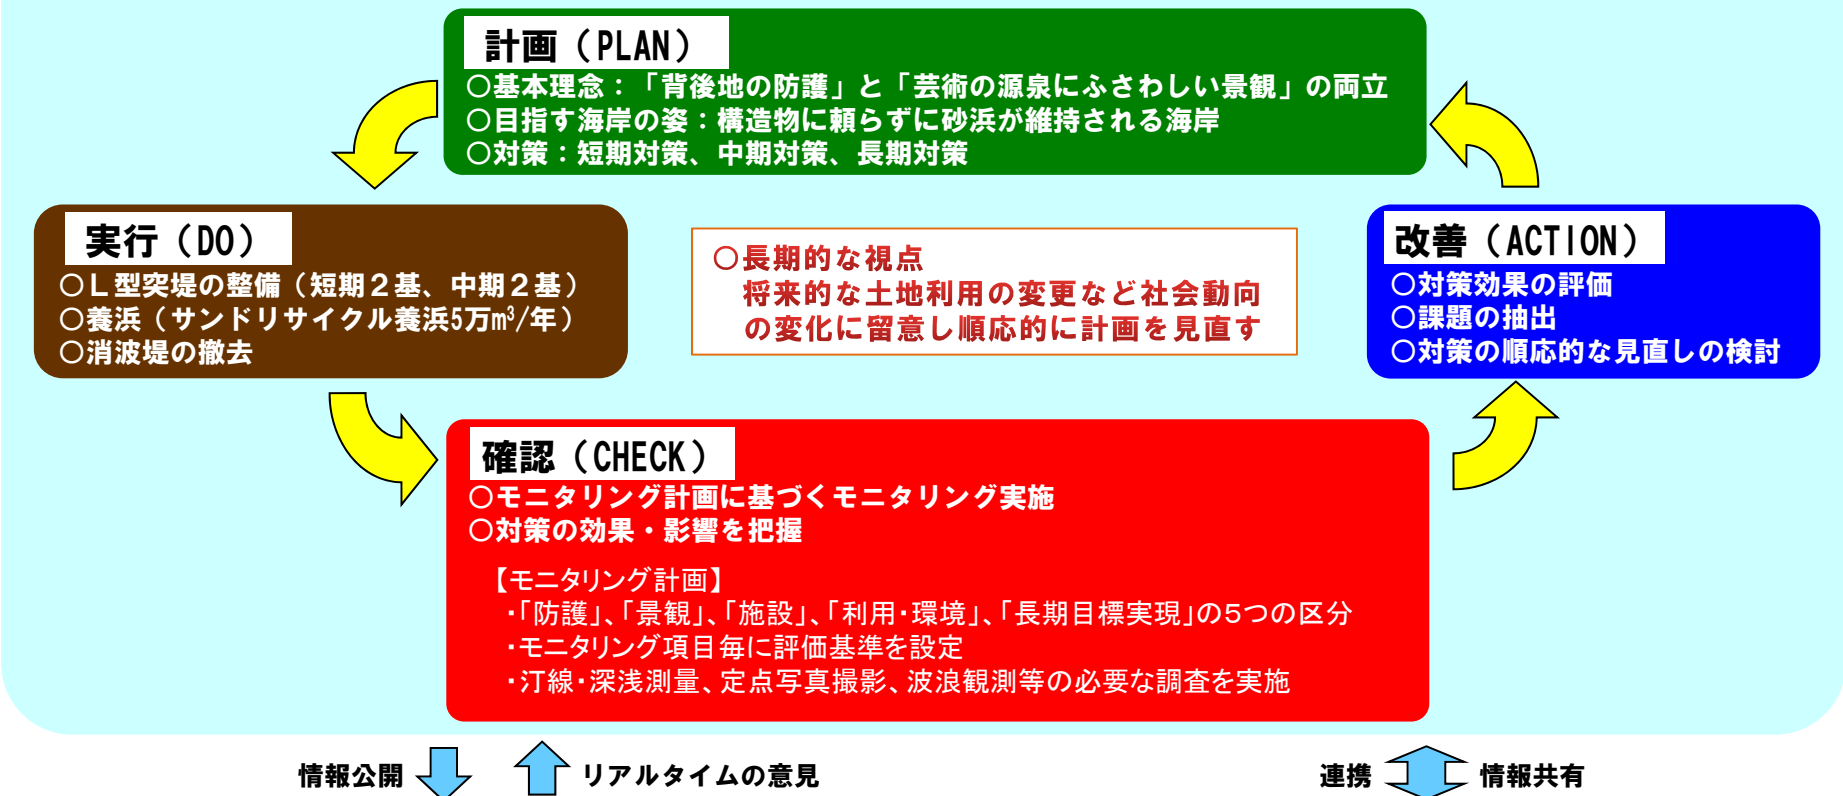 計画（PLAN）
○基本理念：「背後地の防護」と「芸術の源泉にふさわしい景観」の両立
○目指す海岸の姿：構造物に頼らずに砂浜が維持される海岸
○対策：短期対策、中期対策、長期対策
実行（DO）
○Ｌ型突堤の整備（短期２基、中期２基）
○養浜（サンドリサイクル養浜5万m³/年）
○消波堤の撤去
○長期的な視点
将来的な土地利用の変更など社会動向
の変化に留意し順応的に計画を見直す
改善（ACTION）
○対策効果の評価
○課題の抽出
○対策の順応的な見直しの検討
確認（CHECK）
○モニタリング計画に基づくモニタリング実施
○対策の効果・影響を把握
【モニタリング計画】
・「防護」、「景観」、「施設」、「利用・環境」、「長期目標実現」の５つの区分
・モニタリング項目毎に評価基準を設定
・汀線・深浅測量、定点写真撮影、波浪観測等の必要な調査を実施
情報公開
リアルタイムの意見
連携
情報共有